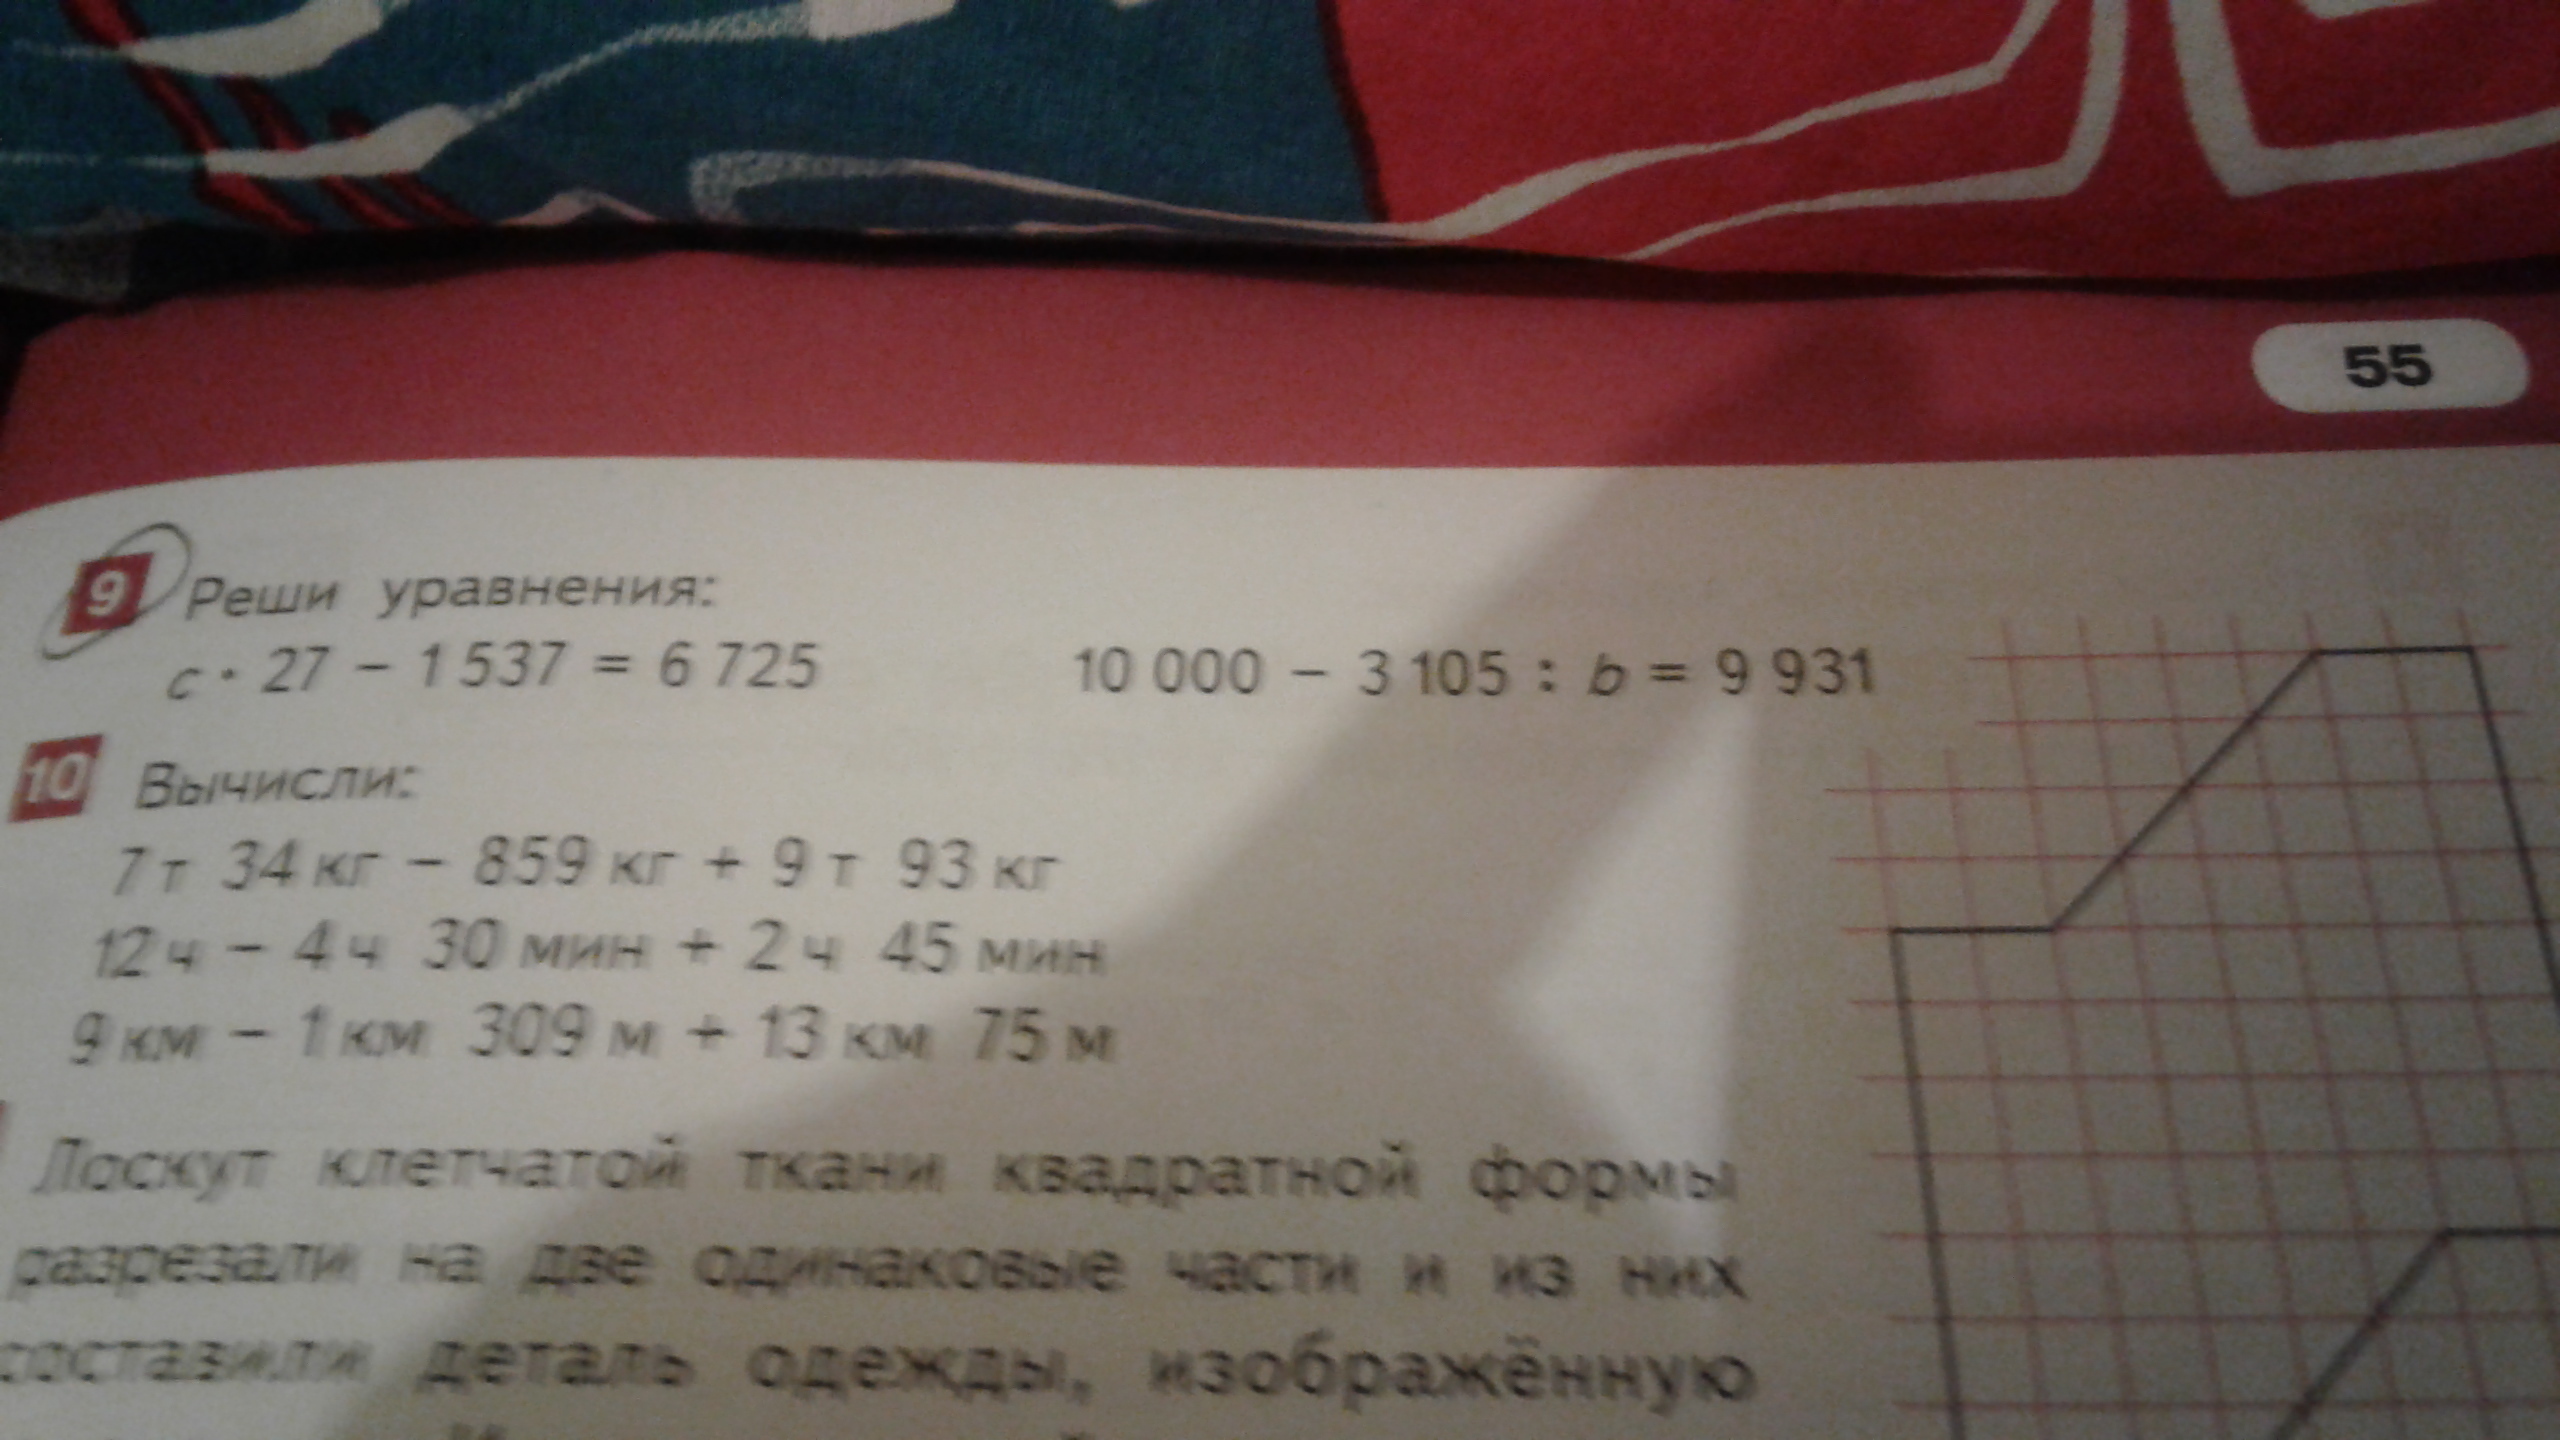 55
9 Реши уравнения:
c · 27 – 1 537 = 6 725 10 000 – 3 105 : b = 9 931
10 Вычисли:
7 т 34 кг – 859 кг + 9 т 93 кг
12 ч – 4 ч 30 мин + 2 ч 45 мин
9 км – 1 км 309 м + 13 км 75 м
Лоскут клетчатой ткани квадратной формы
разрезали на две одинаковые части и из них
составили деталь одежды, изображённую